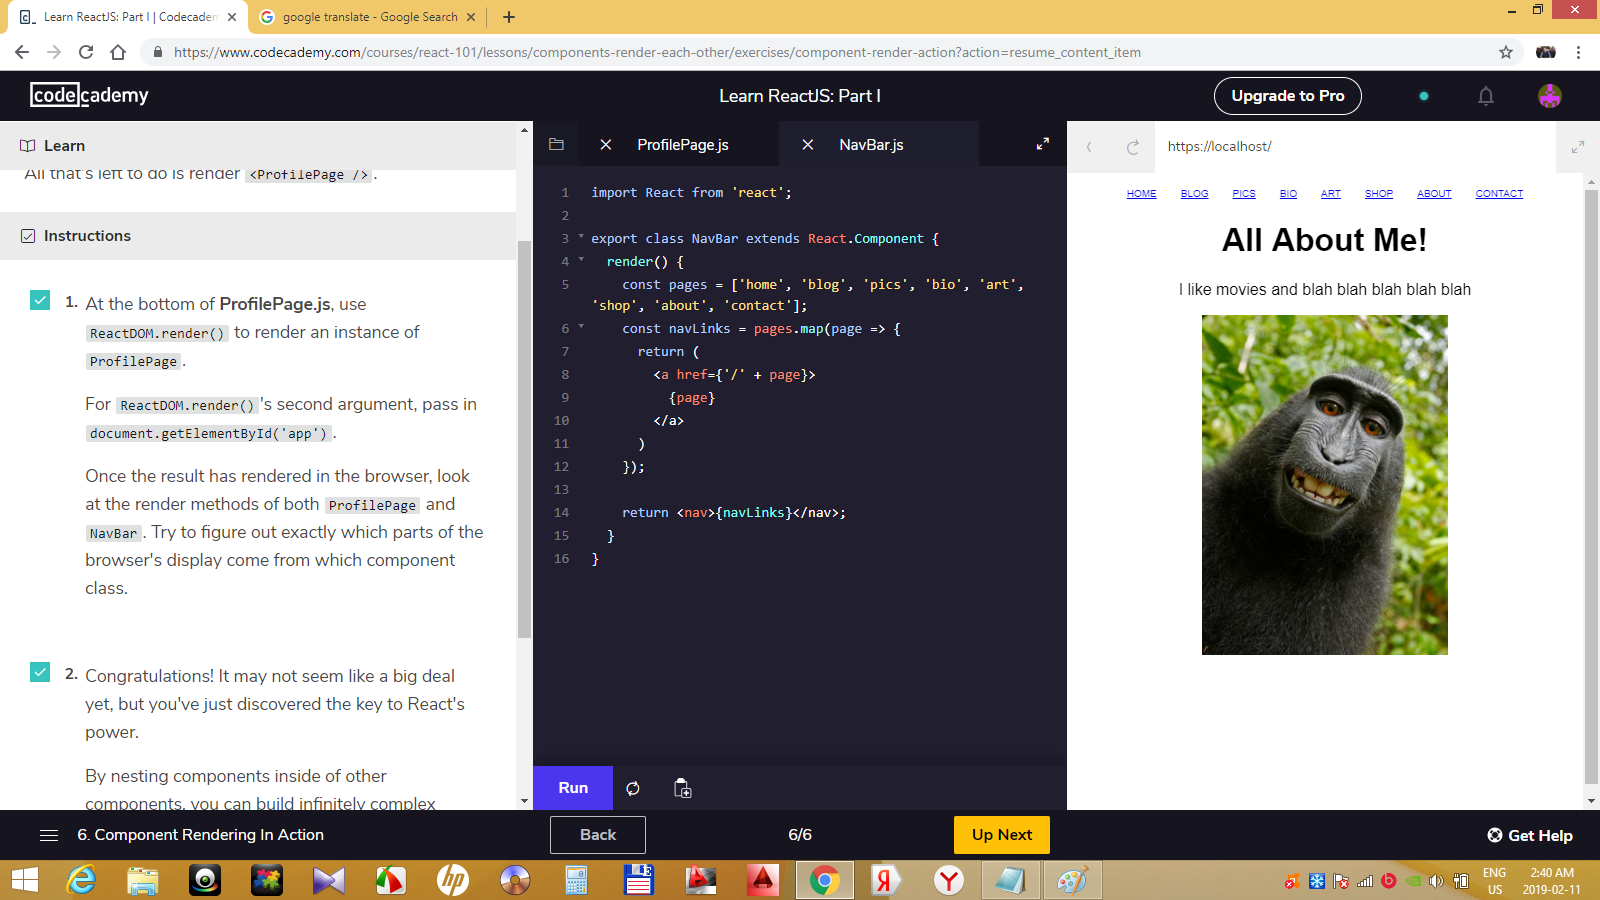 Learn ReactJS: Part I | Codecaden
google translate - Google Search
https://www.codecademy.com/courses/react-101/lessons/components-render-each-other/exercises/component-render-action?action=resume_content_item
codecademy
Learn ReactJS: Part I
Upgrade to Pro
Learn
All that's left to do is render <ProfilePage />.
Instructions
1. At the bottom of ProfilePage.js, use
ReactDOM.render() to render an instance of
ProfilePage.
For ReactDOM.render()'s second argument, pass in
document.getElementById('app').
Once the result has rendered in the browser, look
at the render methods of both ProfilePage and
NavBar. Try to figure out exactly which parts of the
browser's display come from which component
class.
2. Congratulations! It may not seem like a big deal
yet, but you've just discovered the key to React's
power.
By nesting components inside of other
components, you can build infinitely complex
ProfilePage.js
NavBar.js
1 import React from 'react';
2
3 export class NavBar extends React.Component {
4 render() {
5 const pages = ['home', 'blog', 'pics', 'bio', 'art',
'shop', 'about', 'contact'];
6 const navLinks = pages.map(page => {
7 return (
8 <a href={'/' + page}>
9 {page}
10 </a>
11 )
12 });
13
14 return <nav>{navLinks}</nav>;
15 }
16 }
Run
https://localhost/
HOME BLOG PICS BIO ART SHOP ABOUT CONTACT
All About Me!
I like movies and blah blah blah blah blah
6. Component Rendering In Action
Back
6/6
Up Next
Get Help
ENG
US
2:40 AM
2019-02-11